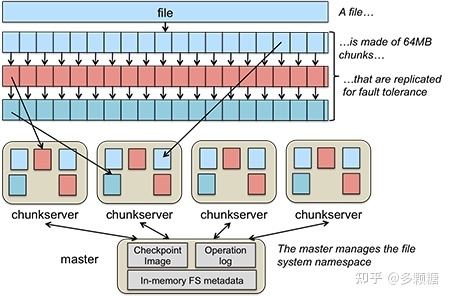 file
A file…
…is made of 64MB
chunks…
…that are replicated
for fault tolerance
chunkserver
chunkserver
chunkserver
chunkserver
master
Checkpoint
Image
Operation
log
In-memory FS metadata
The master manages the file
system namespace
知乎 @多颗糖